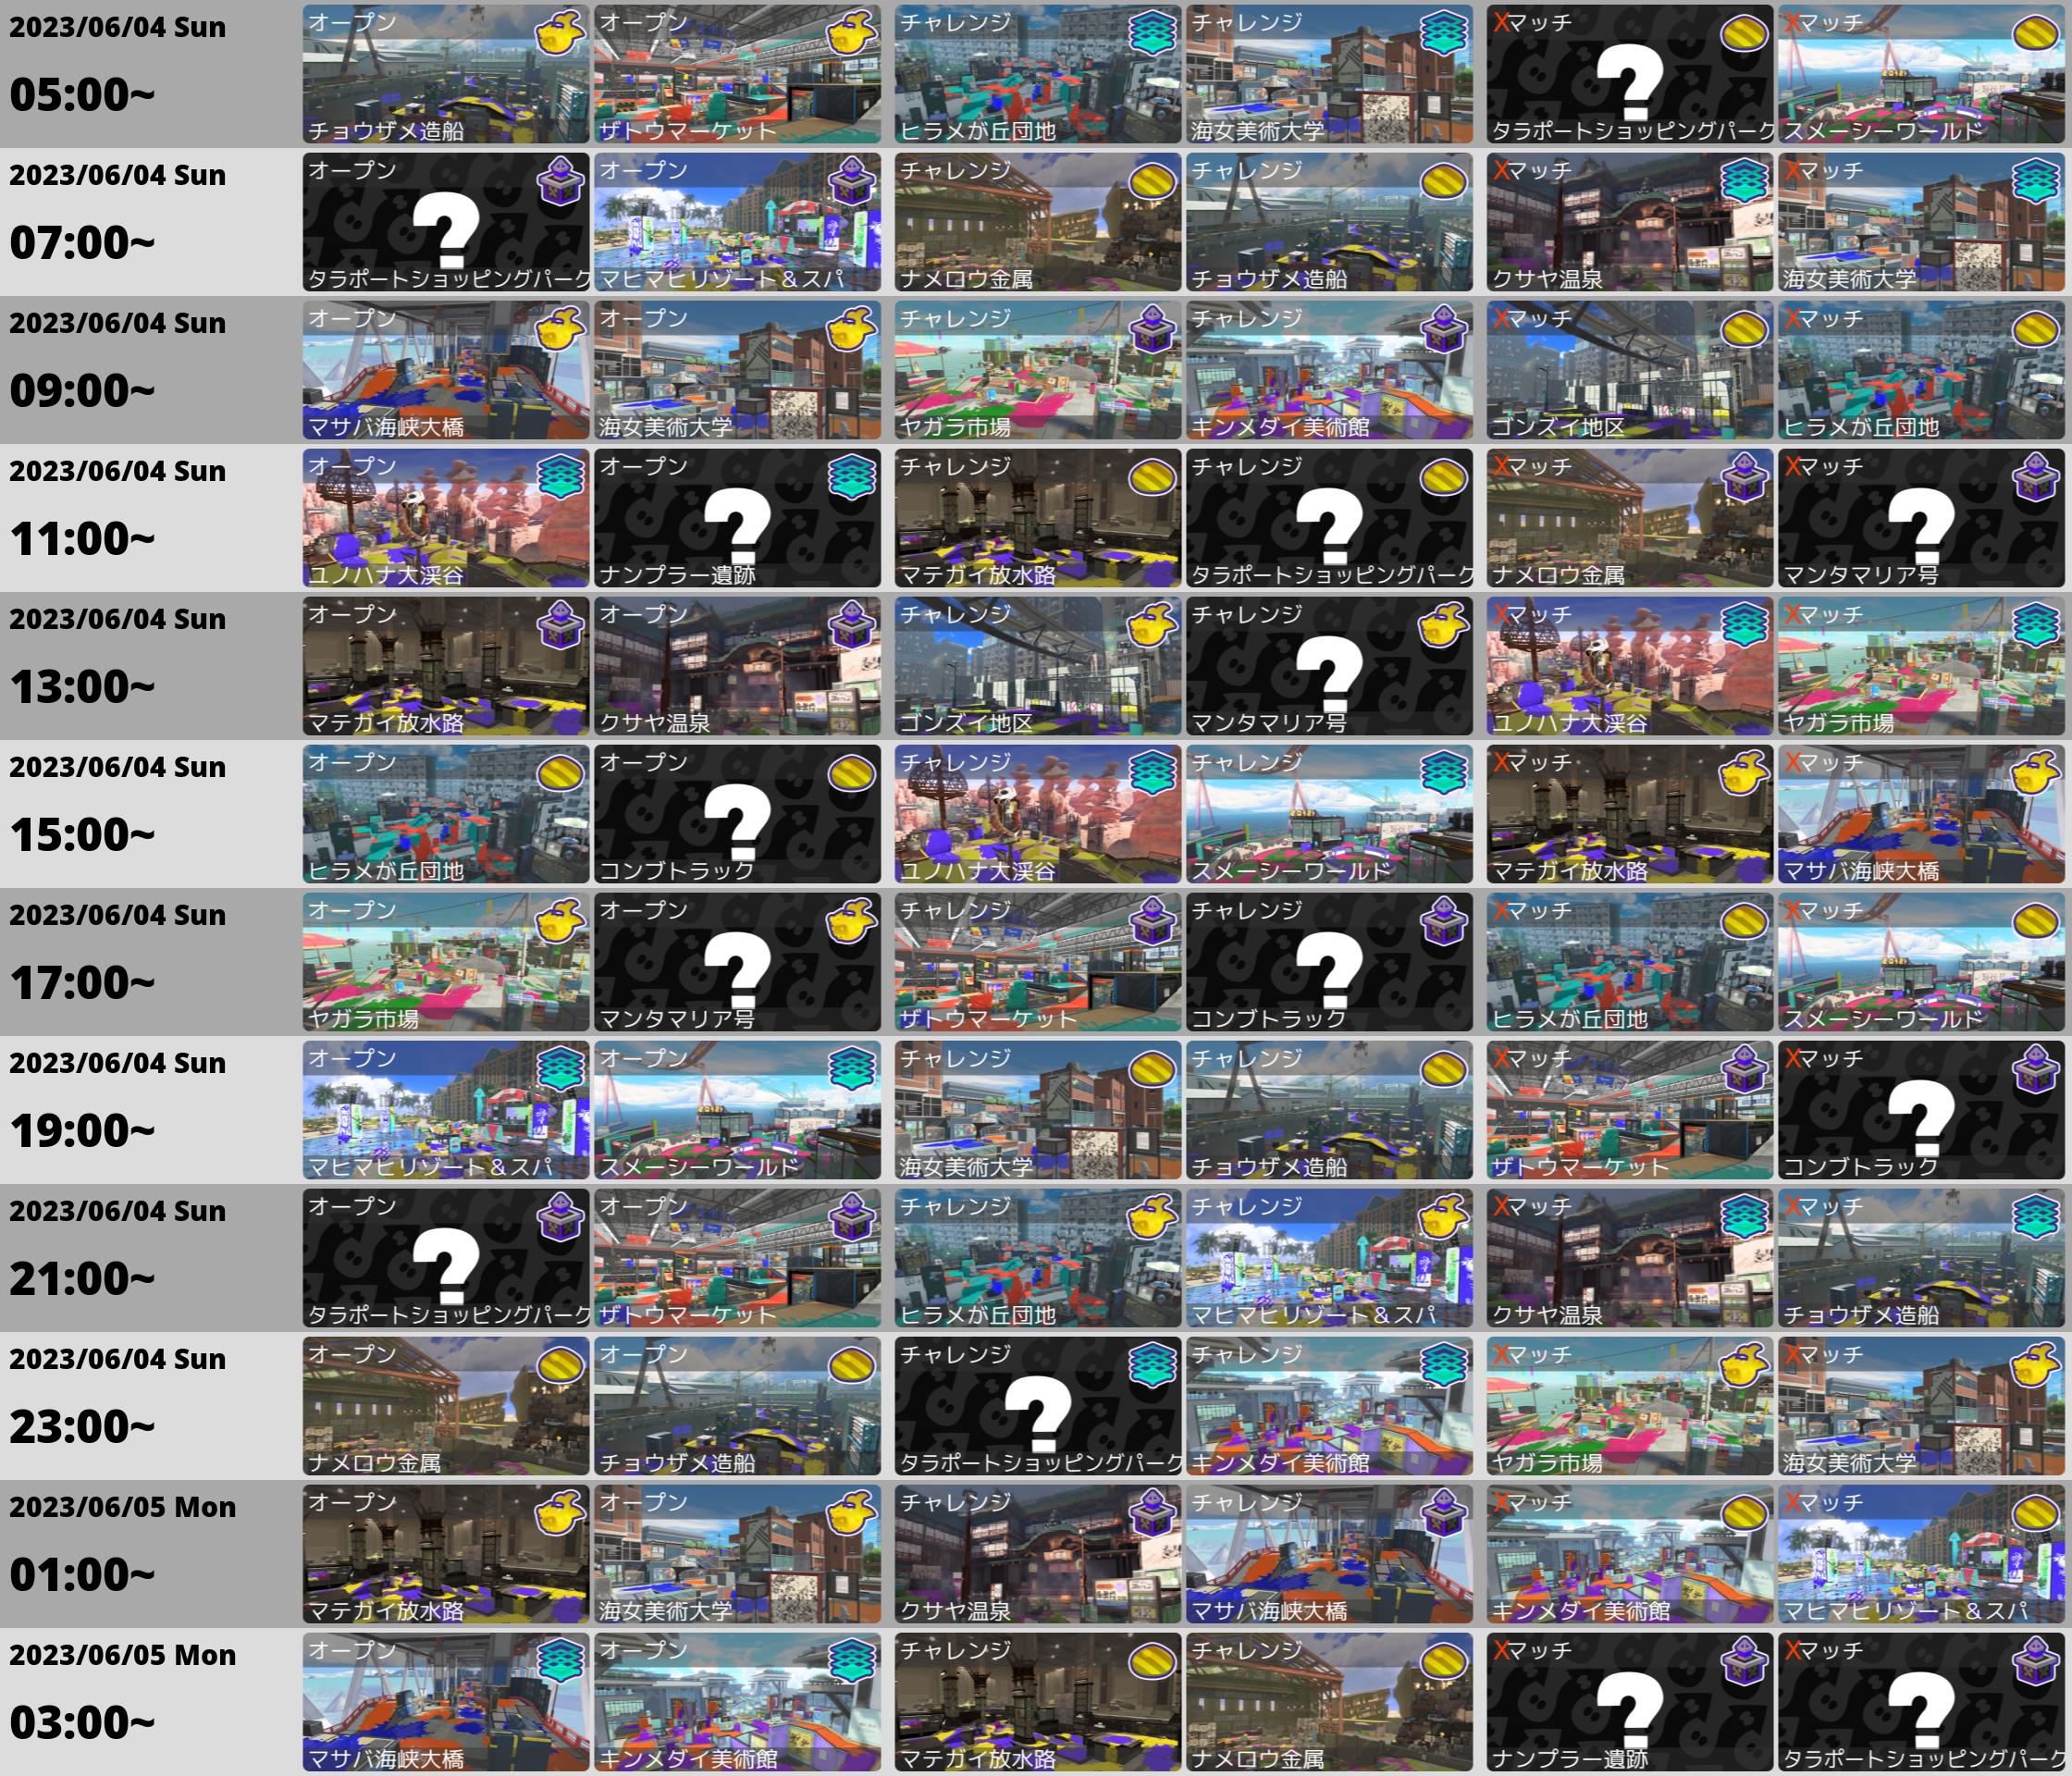 2023/06/04 Sun
05:00~
オープン
チョウザメ造船
オープン
ザトウマーケット
チャレンジ
ヒラメが丘団地
チャレンジ
海女美術大学
Xマッチ
タラポートショッピングパーク
Xマッチ
スメーシーワールド
2023/06/04 Sun
07:00~
オープン
タラポートショッピングパーク
オープン
マヒマヒリゾート&スパ
チャレンジ
ナメロウ金属
チャレンジ
チョウザメ造船
Xマッチ
クサヤ温泉
Xマッチ
海女美術大学
2023/06/04 Sun
09:00~
オープン
マサバ海峡大橋
オープン
海女美術大学
チャレンジ
ヤガラ市場
チャレンジ
キンメダイ美術館
Xマッチ
ゴンズイ地区
Xマッチ
ヒラメが丘団地
2023/06/04 Sun
11:00~
オープン
ユノハナ大渓谷
オープン
ナンプラー遺跡
チャレンジ
マテガイ放水路
チャレンジ
タラポートショッピングパーク
Xマッチ
ナメロウ金属
Xマッチ
マンタマリア号
2023/06/04 Sun
13:00~
オープン
マテガイ放水路
オープン
クサヤ温泉
チャレンジ
ゴンズイ地区
チャレンジ
マンタマリア号
Xマッチ
ユノハナ大渓谷
Xマッチ
ヤガラ市場
2023/06/04 Sun
15:00~
オープン
ヒラメが丘団地
オープン
コンブトラック
チャレンジ
ユノハナ大渓谷
チャレンジ
スメーシーワールド
Xマッチ
マテガイ放水路
Xマッチ
マサバ海峡大橋
2023/06/04 Sun
17:00~
オープン
ヤガラ市場
オープン
マンタマリア号
チャレンジ
ザトウマーケット
チャレンジ
コンブトラック
Xマッチ
ヒラメが丘団地
Xマッチ
スメーシーワールド
2023/06/04 Sun
19:00~
オープン
マヒマヒリゾート&スパ
オープン
スメーシーワールド
チャレンジ
海女美術大学
チャレンジ
チョウザメ造船
Xマッチ
ザトウマーケット
Xマッチ
コンブトラック
2023/06/04 Sun
21:00~
オープン
タラポートショッピングパーク
オープン
ザトウマーケット
チャレンジ
ヒラメが丘団地
チャレンジ
マヒマヒリゾート&スパ
Xマッチ
クサヤ温泉
Xマッチ
チョウザメ造船
2023/06/04 Sun
23:00~
オープン
ナメロウ金属
オープン
チョウザメ造船
チャレンジ
タラポートショッピングパーク
チャレンジ
キンメダイ美術館
Xマッチ
ヤガラ市場
Xマッチ
海女美術大学
2023/06/05 Mon
01:00~
オープン
マテガイ放水路
オープン
海女美術大学
チャレンジ
クサヤ温泉
チャレンジ
マサバ海峡大橋
Xマッチ
キンメダイ美術館
Xマッチ
マヒマヒリゾート&スパ
2023/06/05 Mon
03:00~
オープン
マサバ海峡大橋
オープン
キンメダイ美術館
チャレンジ
マテガイ放水路
チャレンジ
ナメロウ金属
Xマッチ
ナンプラー遺跡
Xマッチ
タラポートショッピングパーク